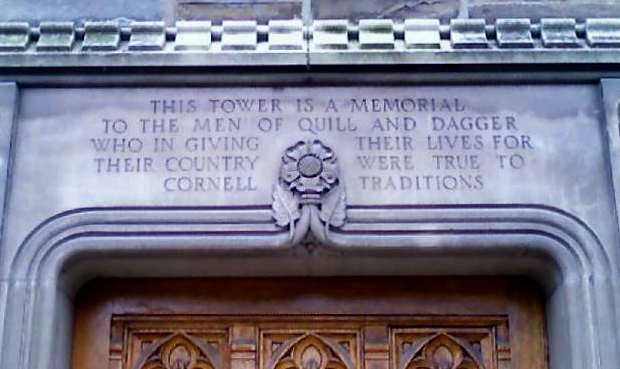 THIS TOWER IS A MEMORIAL
TO THE MEN OF QUILL AND DAGGER
WHO IN GIVING THEIR LIVES FOR
THEIR COUNTRY WERE TRUE TO
CORNELL TRADITIONS